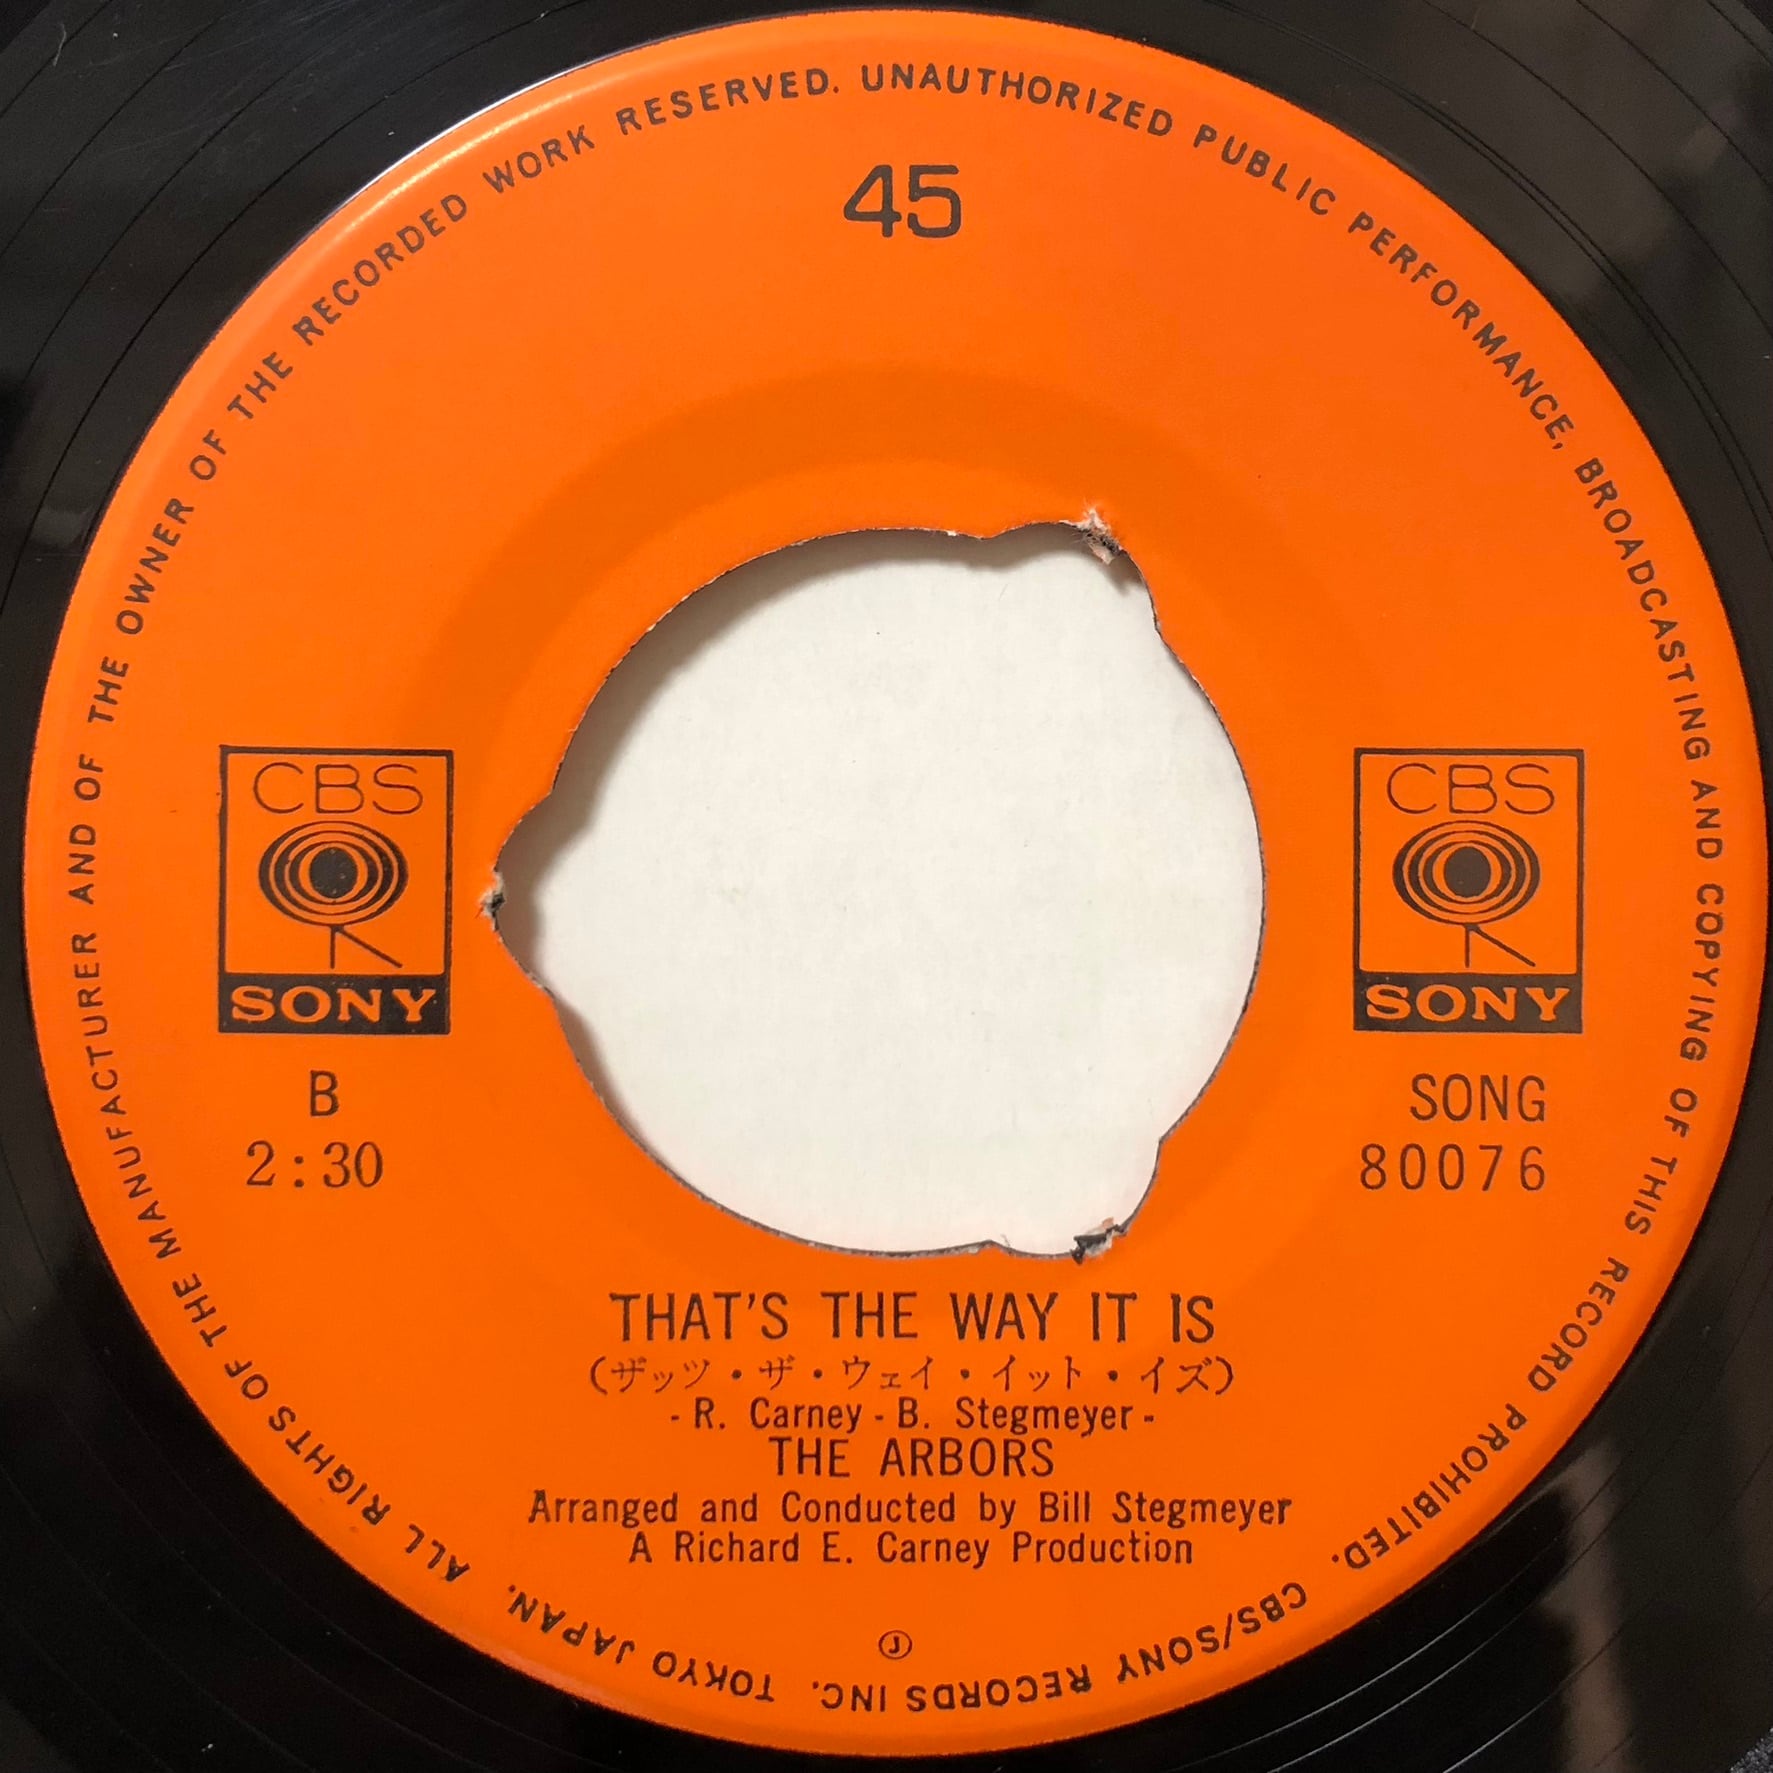 45
CBS
SONY
B
2:30
CBS
SONY
SONG
80076
THAT'S THE WAY IT IS
(ザッツ・ザ・ウェイ・イット・イズ)
- R. Carney - B. Stegmeyer -
THE ARBORS
Arranged and Conducted by Bill Stegmeyer
A Richard E. Carney Production
Ⓙ
ALL RIGHTS OF THE MANUFACTURER AND OF THE OWNER OF THE RECORDED WORK RESERVED. UNAUTHORIZED PUBLIC PERFORMANCE, BROADCASTING AND COPYING OF THIS RECORD PROHIBITED. CBS/SONY RECORDS INC. TOKYO JAPAN.